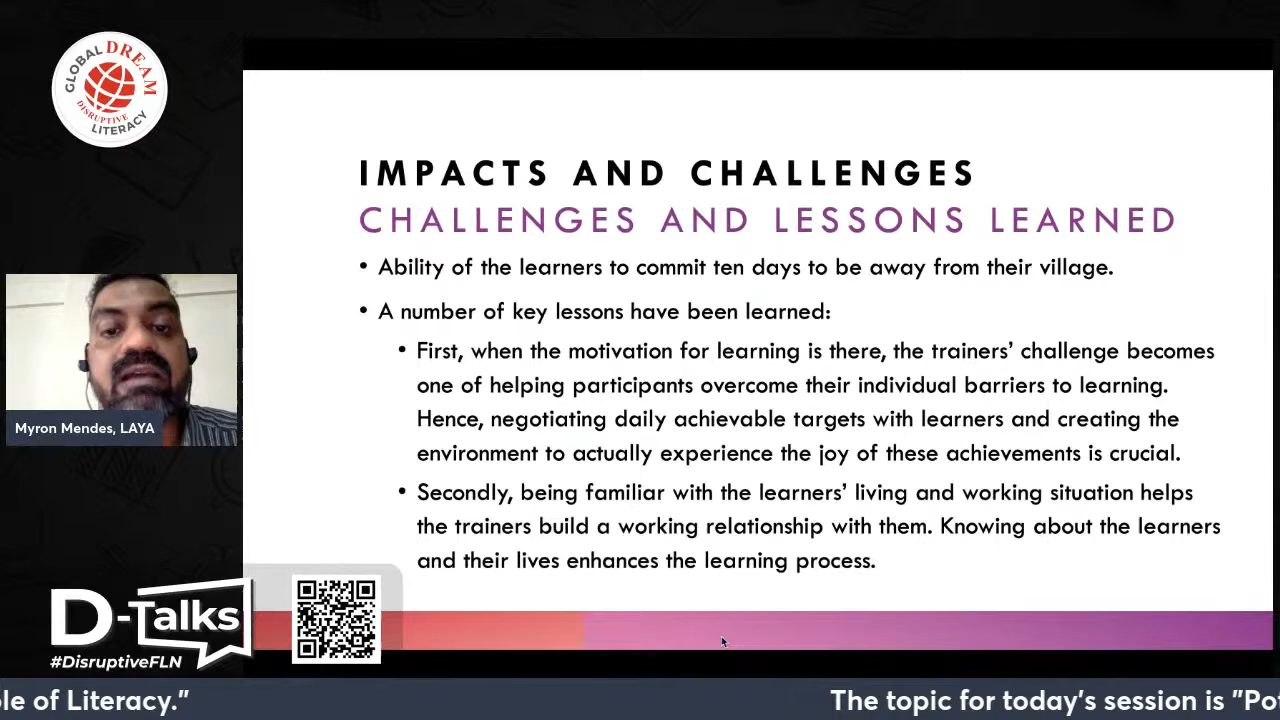 GLOBAL DREAM
DISRUPTIVE
LITERACY
IMPACTS AND CHALLENGES
CHALLENGES AND LESSONS LEARNED
• Ability of the learners to commit ten days to be away from their village.
• A number of key lessons have been learned:
• First, when the motivation for learning is there, the trainers’ challenge becomes
one of helping participants overcome their individual barriers to learning.
Hence, negotiating daily achievable targets with learners and creating the
environment to actually experience the joy of these achievements is crucial.
• Secondly, being familiar with the learners’ living and working situation helps
the trainers build a working relationship with them. Knowing about the learners
and their lives enhances the learning process.
Myron Mendes, LAYA
D-Talks
#DisruptiveFLN
le of Literacy.” The topic for today’s session is ”Po